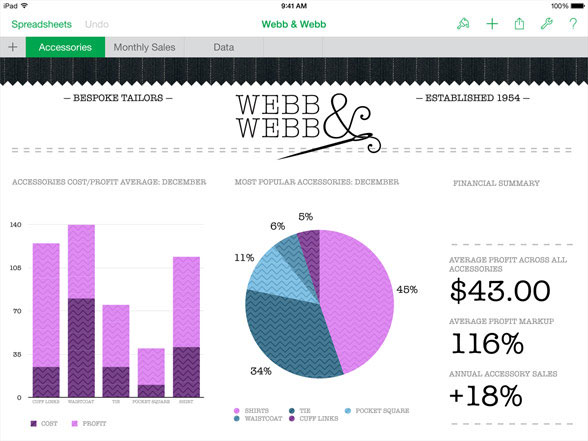 iPad 9:41 AM 100%
Spreadsheets Undo Webb & Webb ?
+ Accessories Monthly Sales Data
— BESPOKE TAILORS —
WEBB &
WEBB
— ESTABLISHED 1954 —
ACCESSORIES COST/PROFIT AVERAGE: DECEMBER
140
108
70
38
0
CUFF LINKS WAISTCOAT TIE POCKET SQUARE SHIRT
COST PROFIT
MOST POPULAR ACCESSORIES: DECEMBER
5%
6%
11%
45%
34%
SHIRTS TIE POCKET SQUARE
WAISTCOAT CUFF LINKS
FINANCIAL SUMMARY
AVERAGE PROFIT ACROSS ALL
ACCESSORIES
$43.00
AVERAGE PROFIT MARKUP
116%
ANNUAL ACCESSORY SALES
+18%